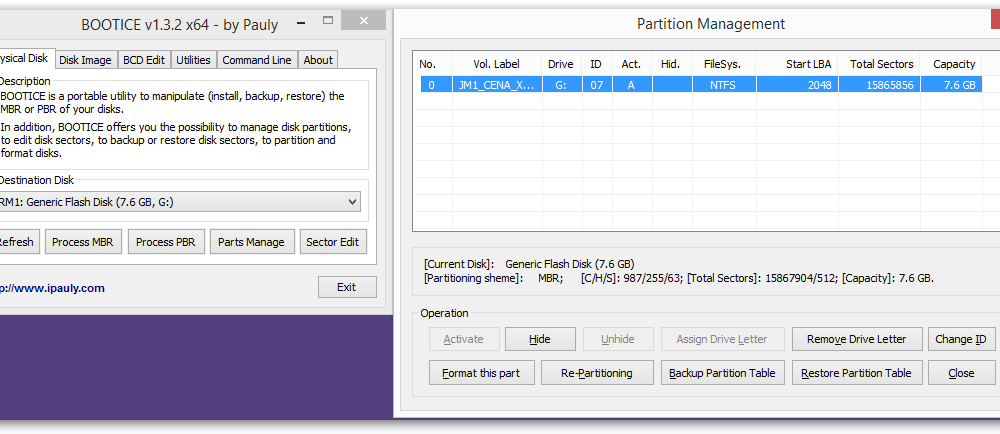 BOOTICE v1.3.2 x64 - by Pauly
ysical Disk Disk Image BCD Edit Utilities Command Line About
Description
BOOTICE is a portable utility to manipulate (install, backup, restore) the
MBR or PBR of your disks.
In addition, BOOTICE offers you the possibility to manage disk partitions,
to edit disk sectors, to backup or restore disk sectors, to partition and
format disks.
Destination Disk
RM1: Generic Flash Disk (7.6 GB, G:)
Refresh Process MBR Process PBR Parts Manage Sector Edit
p://www.ipauly.com Exit
Partition Management
No. Vol. Label Drive ID Act. Hid. FileSys. Start LBA Total Sectors Capacity
0 JM1_CENA_X... G: 07 A NTFS 2048 15865856 7.6 GB
[Current Disk]: Generic Flash Disk (7.6 GB)
[Partitioning sheme]: MBR; [C/H/S]: 987/255/63; [Total Sectors]: 15867904/512; [Capacity]: 7.6 GB.
Operation
Activate Hide Unhide Assign Drive Letter Remove Drive Letter Change ID
Format this part Re-Partitioning Backup Partition Table Restore Partition Table Close